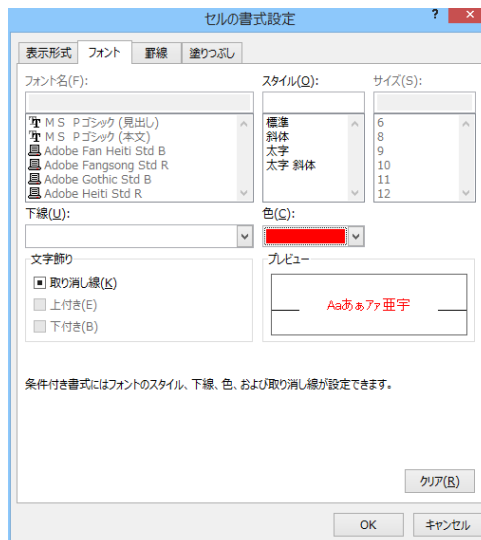 セルの書式設定
?
×
表示形式 フォント 罫線 塗りつぶし
フォント名(F): スタイル(O): サイズ(S):
ＭＳ Ｐゴシック (見出し) 標準 6
ＭＳ Ｐゴシック (本文) 斜体 8
Adobe Fan Heiti Std B 太字 9
Adobe Fangsong Std R 太字 斜体 10
Adobe Gothic Std B 11
Adobe Heiti Std R 12
下線(U): 色(C):
文字飾り プレビュー
取り消し線(K)
上付き(E)
下付き(B)
Aaあぁアァ亜宇
条件付き書式にはフォントのスタイル、下線、色、および取り消し線が設定できます。
クリア(R)
OK キャンセル